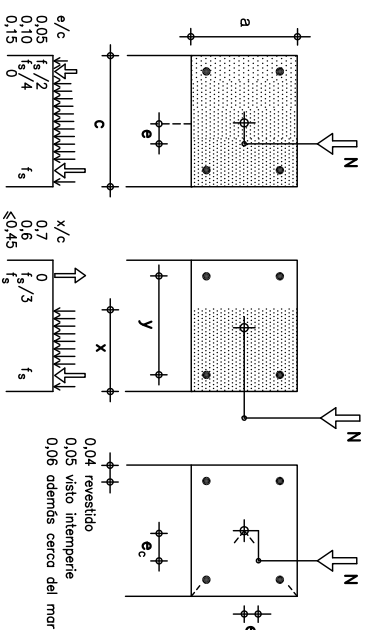 N N N
a
e
e y e_c
c x
0,04 revestido
0,05 visto intemperie
0,06 además cerca del mar
e/c
0,05 f_s/2
0,10 f_s/4 f_s
0,15 0
x/c
0,7 0
0,6 f_s/3 f_s
≤0,45 f_s